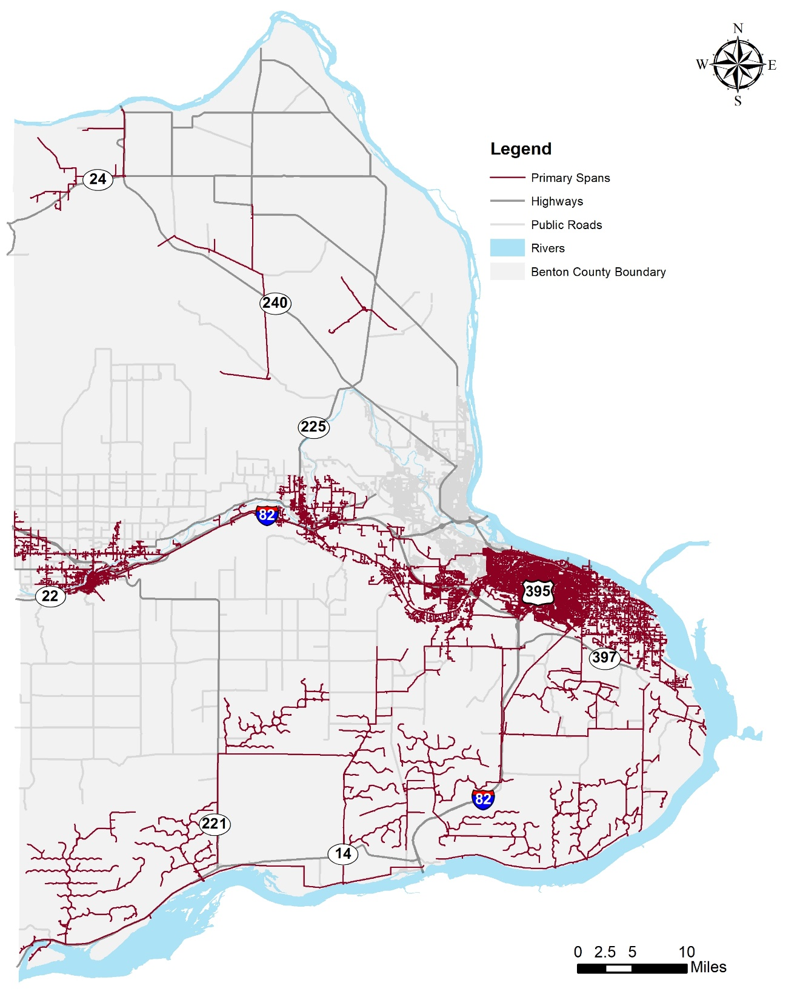 N
W E
S
Legend
Primary Spans
Highways
Public Roads
Rivers
Benton County Boundary
24
240
225
82
22
395
397
82
221
14
0 2.5 5 10
Miles